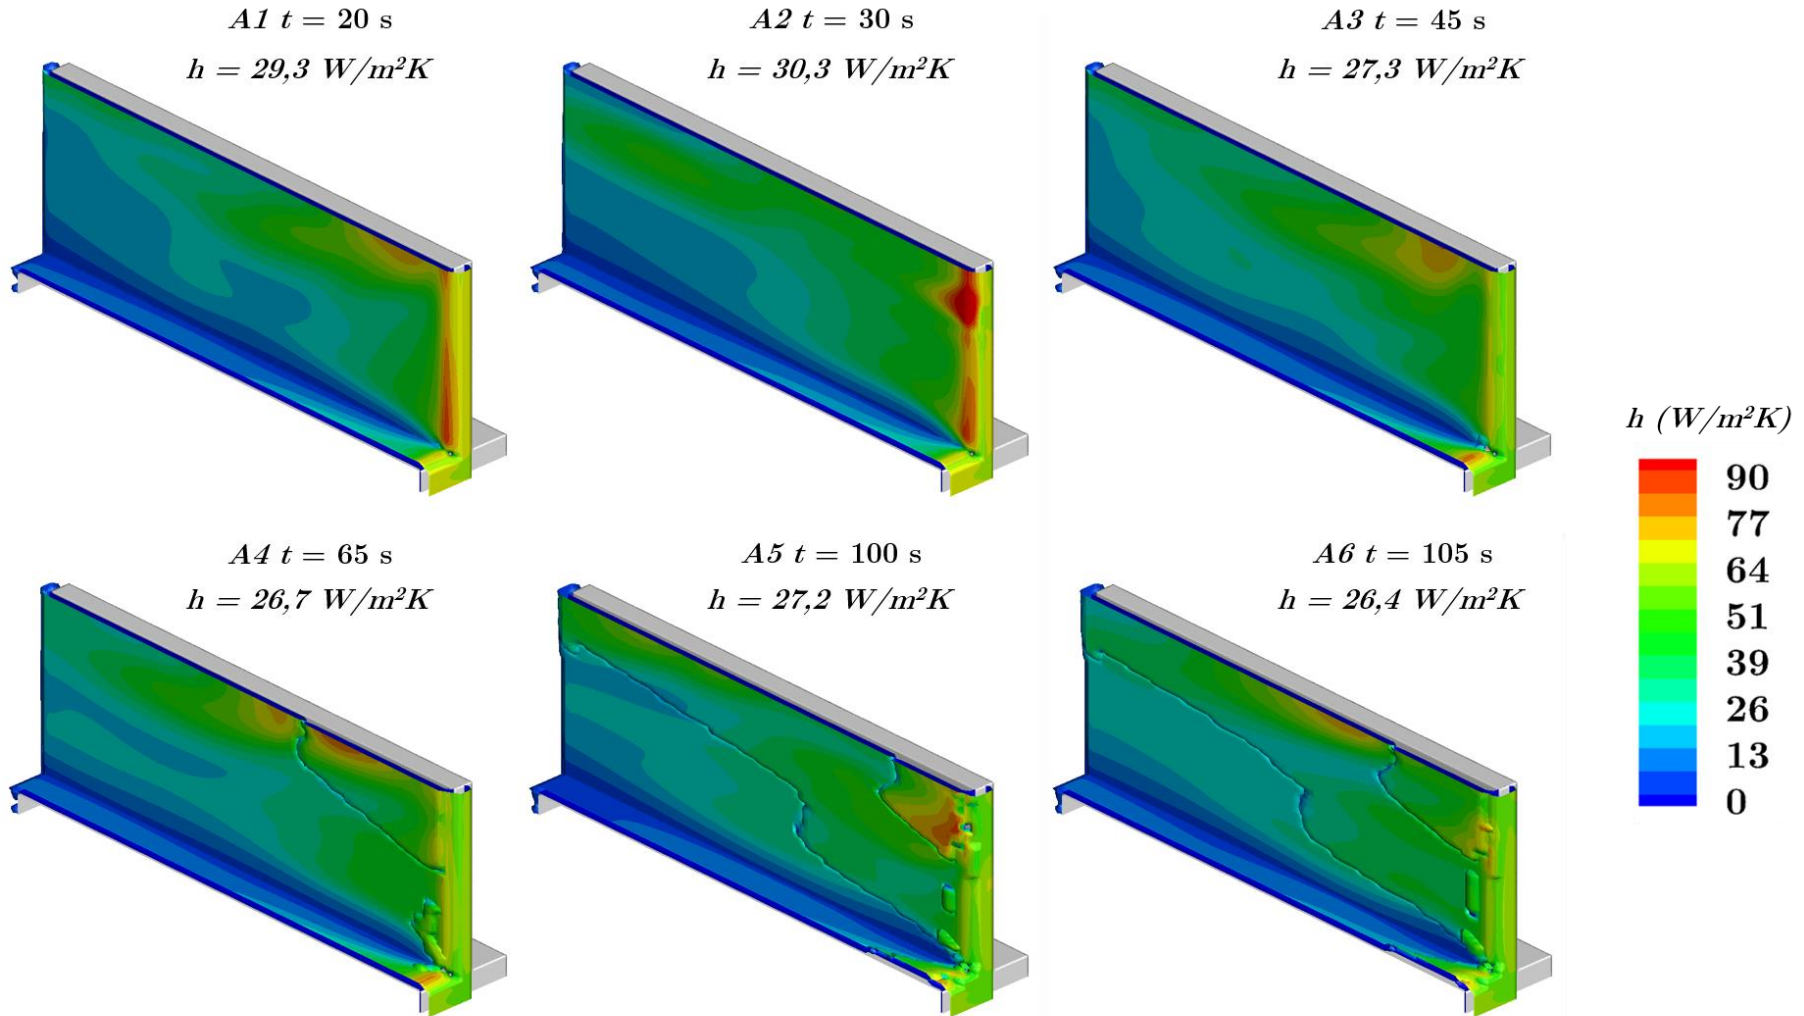 A1 t = 20 s
h = 29,3 W/m²K
A2 t = 30 s
h = 30,3 W/m²K
A3 t = 45 s
h = 27,3 W/m²K
h (W/m²K)
90
77
64
51
39
26
13
0
A4 t = 65 s
h = 26,7 W/m²K
A5 t = 100 s
h = 27,2 W/m²K
A6 t = 105 s
h = 26,4 W/m²K